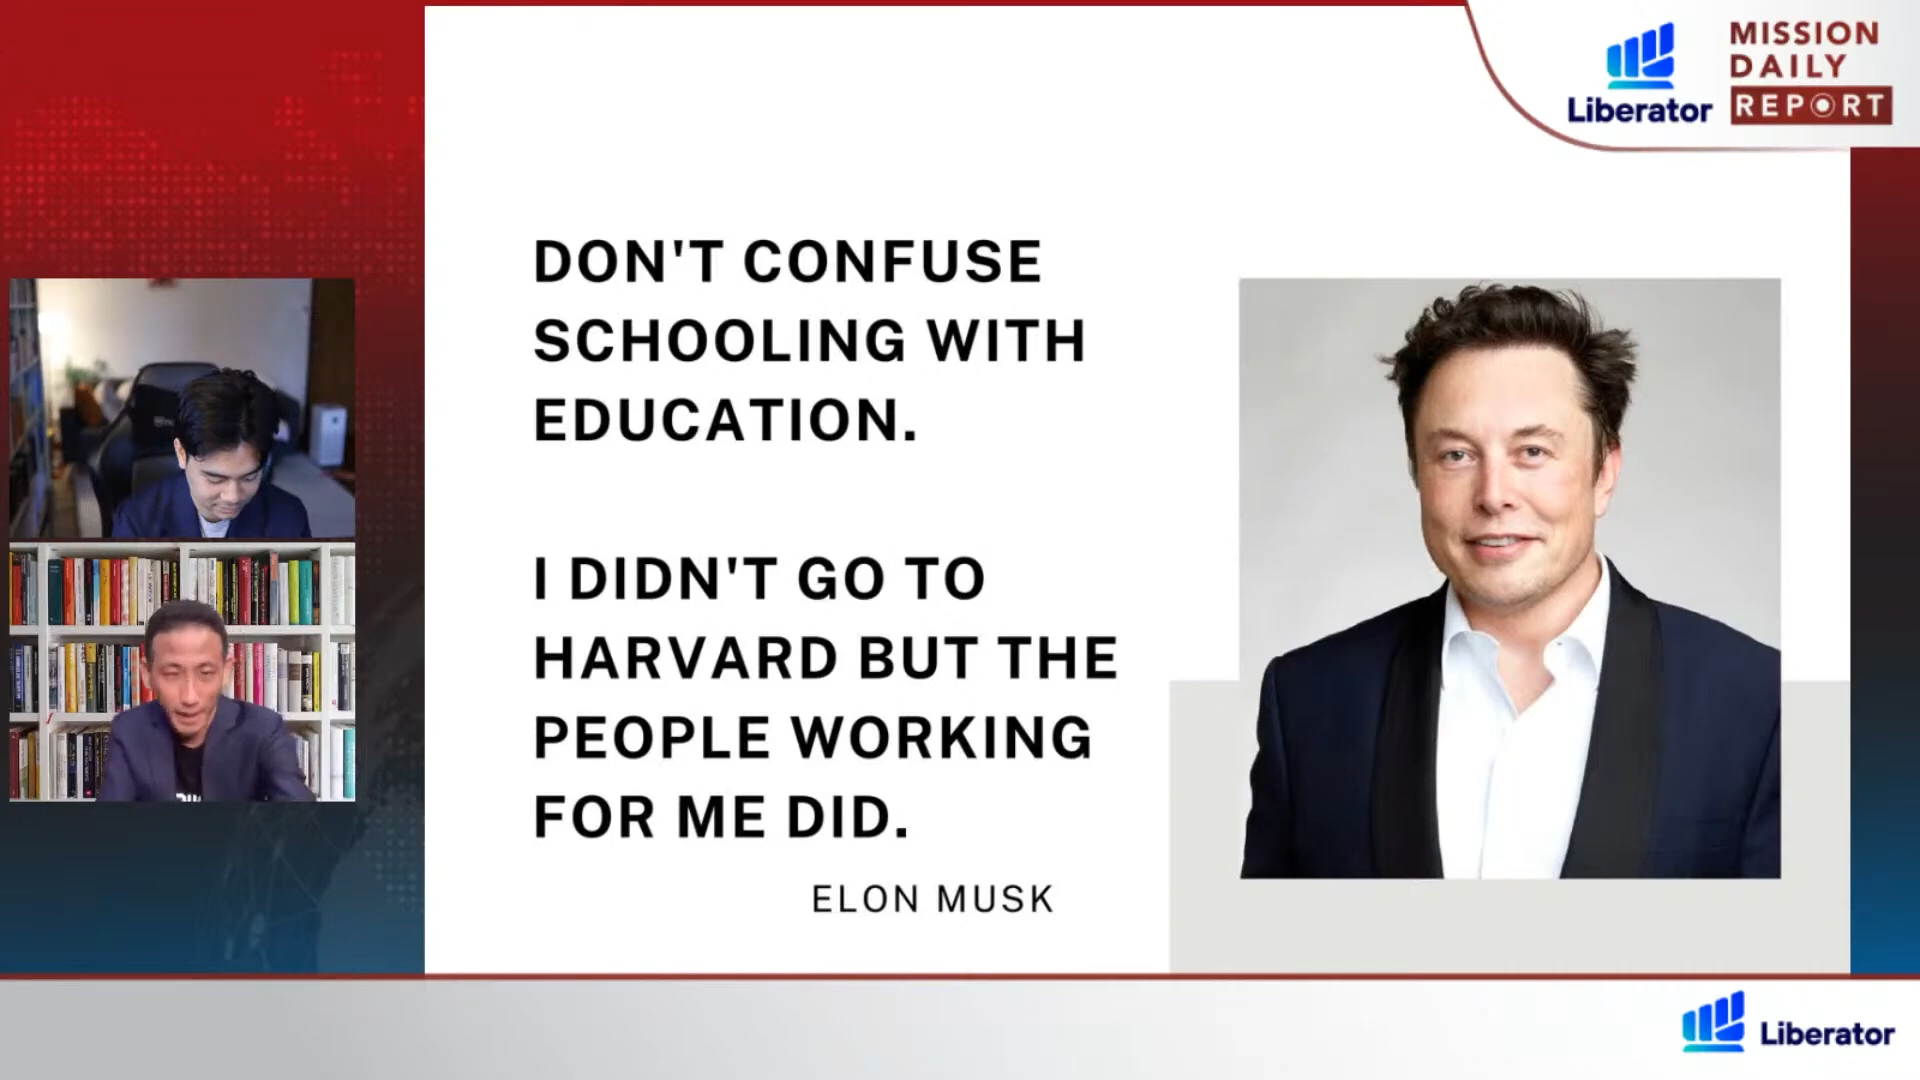 Liberator
MISSION
DAILY
REPORT
DON'T CONFUSE
SCHOOLING WITH
EDUCATION.
I DIDN'T GO TO
HARVARD BUT THE
PEOPLE WORKING
FOR ME DID.
ELON MUSK
Liberator